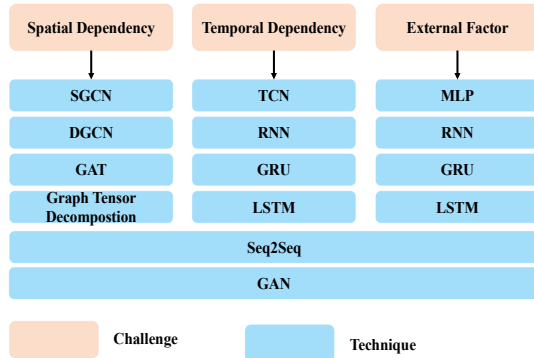 Spatial Dependency
Temporal Dependency
External Factor
SGCN
TCN
MLP
DGCN
RNN
RNN
GAT
GRU
GRU
Graph Tensor
Decompostion
LSTM
LSTM
Seq2Seq
GAN
Challenge
Technique